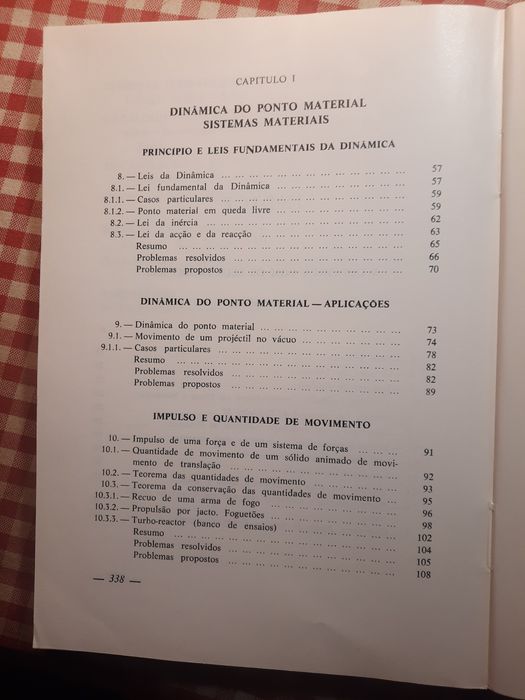 CAPITULO I
DINÂMICA DO PONTO MATERIAL
SISTEMAS MATERIAIS
PRINCÍPIO E LEIS FUNDAMENTAIS DA DINÂMICA
8. — Leis da Dinâmica ... 57
8.1. — Lei fundamental da Dinâmica ... 57
8.1.1. — Casos particulares ... 59
8.1.2. — Ponto material em queda livre ... 59
8.2. — Lei da inércia ... 62
8.3. — Lei da acção e da reacção ... 63
Resumo ... 65
Problemas resolvidos ... 66
Problemas propostos ... 70
DINÂMICA DO PONTO MATERIAL — APLICAÇÕES
9. — Dinâmica do ponto material ... 73
9.1. — Movimento de um projéctil no vácuo ... 74
9.1.1. — Casos particulares ... 78
Resumo ... 82
Problemas resolvidos ... 82
Problemas propostos ... 89
IMPULSO E QUANTIDADE DE MOVIMENTO
10. — Impulso de uma força e de um sistema de forças ... 91
10.1. — Quantidade de movimento de um sólido animado de movi-
mento de translação ... 92
10.2. — Teorema das quantidades de movimento ... 93
10.3. — Teorema da conservação das quantidades de movimento ... 95
10.3.1. — Recuo de uma arma de fogo ... 96
10.3.2. — Propulsão por jacto. Foguetões ... 98
10.3.3. — Turbo-reactor (banco de ensaios) ... 102
Resumo ... 104
Problemas resolvidos ... 105
Problemas propostos ... 108
— 338 —